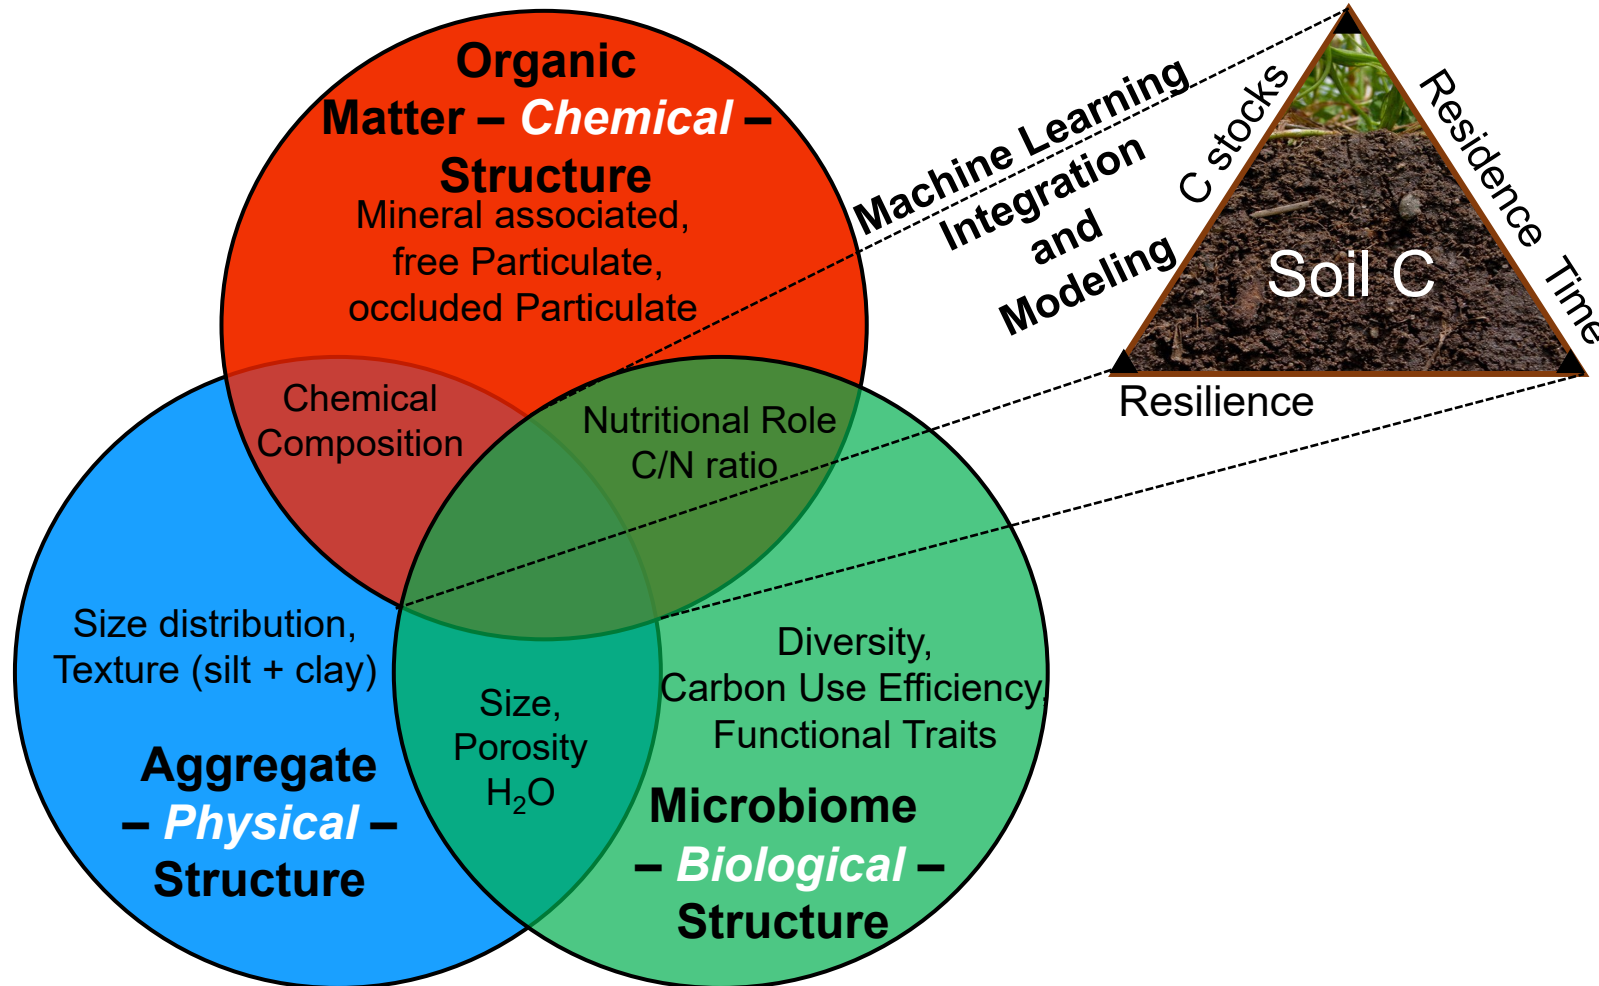 Organic
Matter – Chemical –
Structure
Mineral associated,
free Particulate,
occluded Particulate
Chemical
Composition
Nutritional Role
C/N ratio
Size distribution,
Texture (silt + clay)
Aggregate
– Physical –
Structure
Size,
Porosity
H₂O
Diversity,
Carbon Use Efficiency,
Functional Traits
Microbiome
– Biological –
Structure
Machine Learning
Integration
and
Modeling
C stocks
Residence Time
Soil C
Resilience